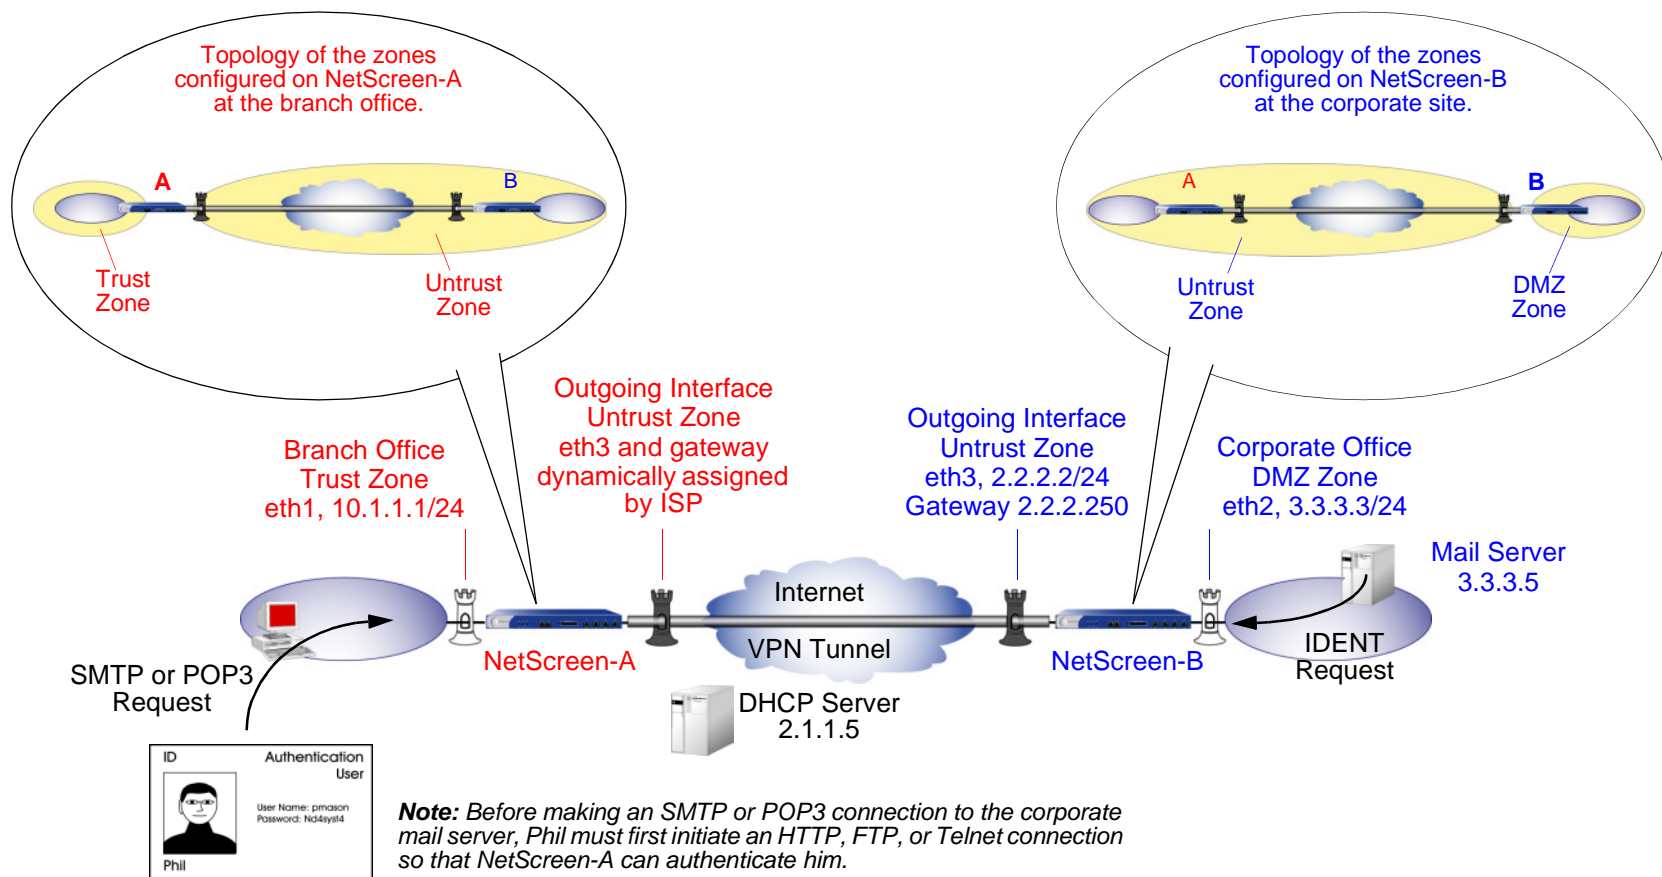 Topology of the zones
configured on NetScreen-A
at the branch office.
A
B
Trust
Zone
Untrust
Zone
Topology of the zones
configured on NetScreen-B
at the corporate site.
A
B
Untrust
Zone
DMZ
Zone
Branch Office
Trust Zone
eth1, 10.1.1.1/24
Outgoing Interface
Untrust Zone
eth3 and gateway
dynamically assigned
by ISP
Outgoing Interface
Untrust Zone
eth3, 2.2.2.2/24
Gateway 2.2.2.250
Corporate Office
DMZ Zone
eth2, 3.3.3.3/24
Mail Server
3.3.3.5
Internet
VPN Tunnel
NetScreen-A
NetScreen-B
IDENT
Request
SMTP or POP3
Request
DHCP Server
2.1.1.5
ID
Authentication
User
User Name: pmason
Password: Nd4syst4
Phil
Note: Before making an SMTP or POP3 connection to the corporate
mail server, Phil must first initiate an HTTP, FTP, or Telnet connection
so that NetScreen-A can authenticate him.